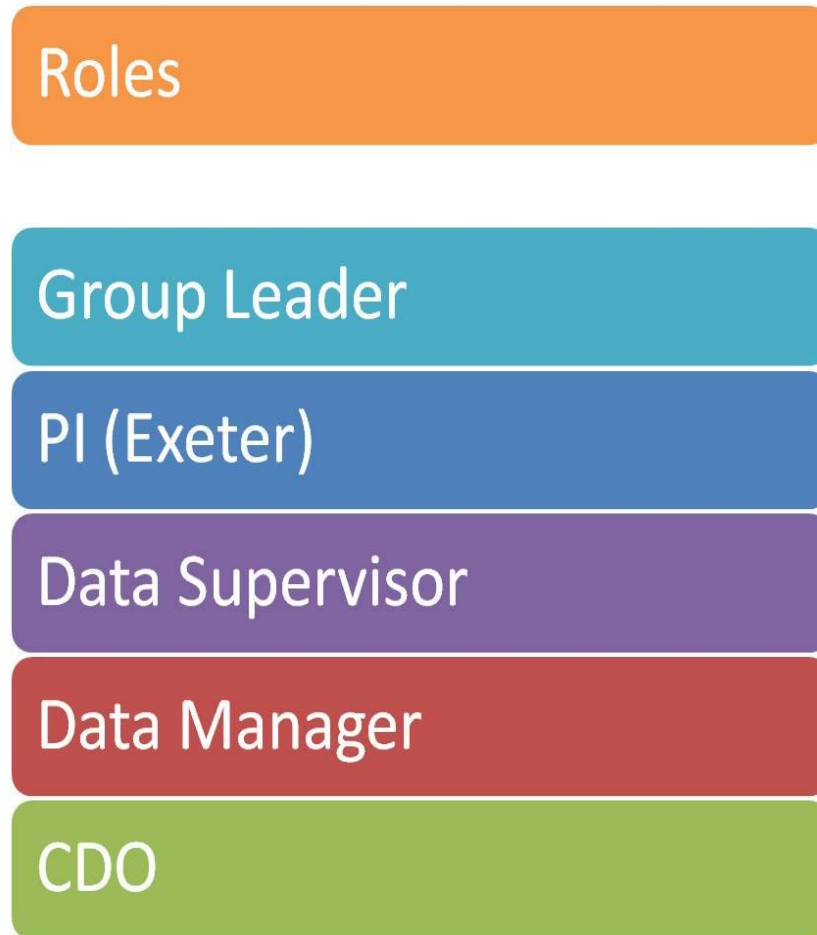 Roles
Group Leader
PI (Exeter)
Data Supervisor
Data Manager
CDO